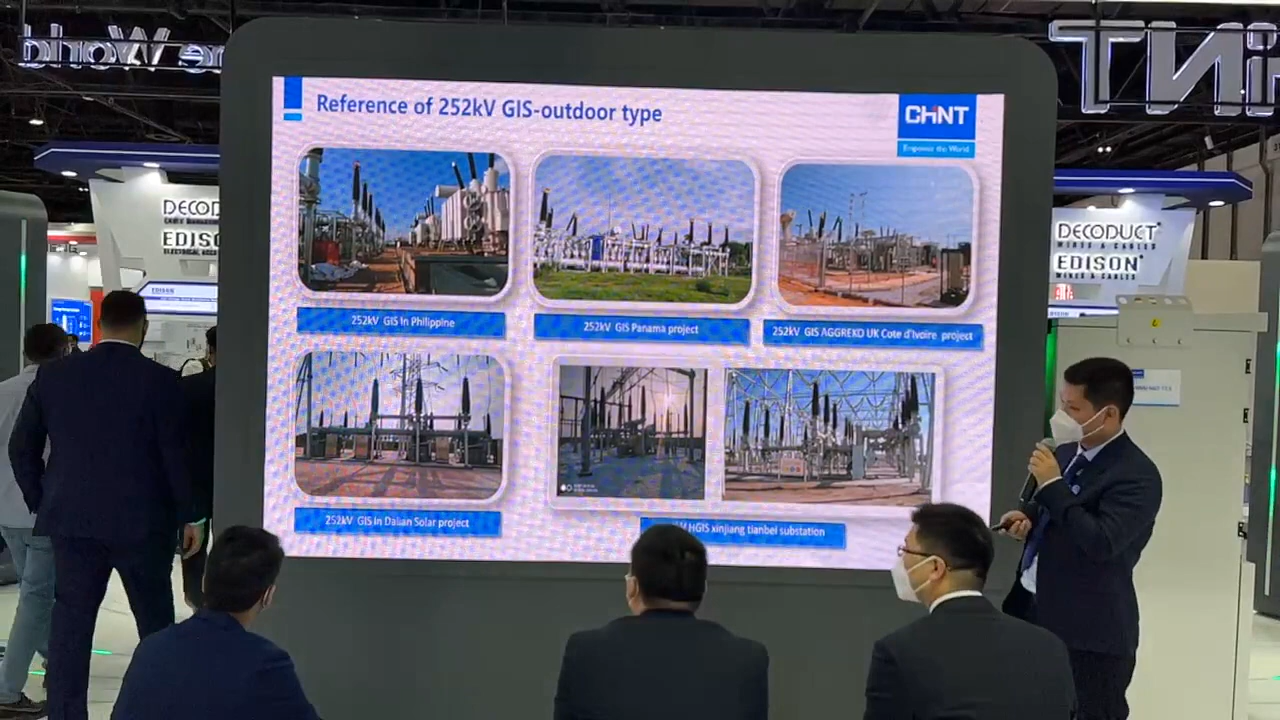 Reference of 252kV GIS-outdoor type
CHNT
Empower the World
252kV GIS in Philippine
252kV GIS Panama project
252kV GIS AGGREKO UK Cote d'Ivoire project
252kV GIS in Dalian Solar project
HGIS xinjiang tianbei substation
DECODUCT
WIRES & CABLES
EDISON
WIRES & CABLES
DECOD
EDISO
EDISON